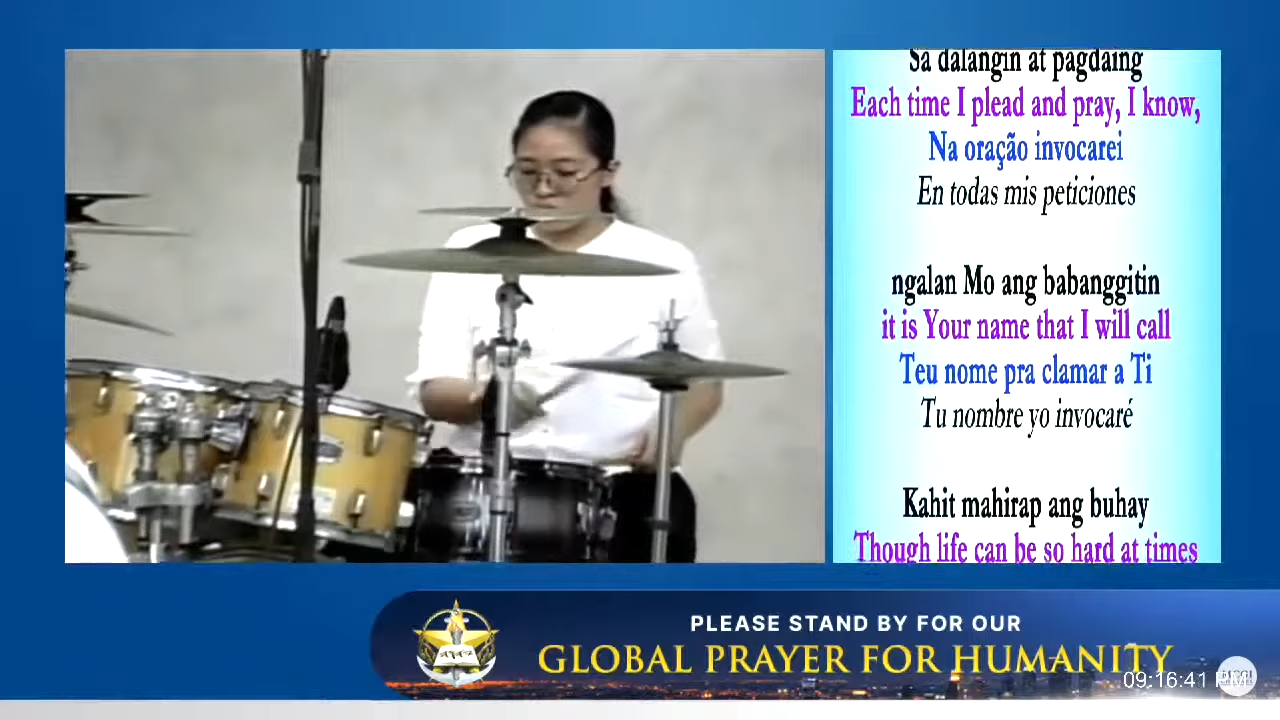 Sa dalangin at pagdaing
Each time I plead and pray, I know,
Na oração invocarei
En todas mis peticiones
ngalan Mo ang babanggitin
it is Your name that I will call
Teu nome pra clamar a Ti
Tu nombre yo invocaré
Kahit mahirap ang buhay
Though life can be so hard at times
PLEASE STAND BY FOR OUR
GLOBAL PRAYER FOR HUMANITY
09:16:41 PM